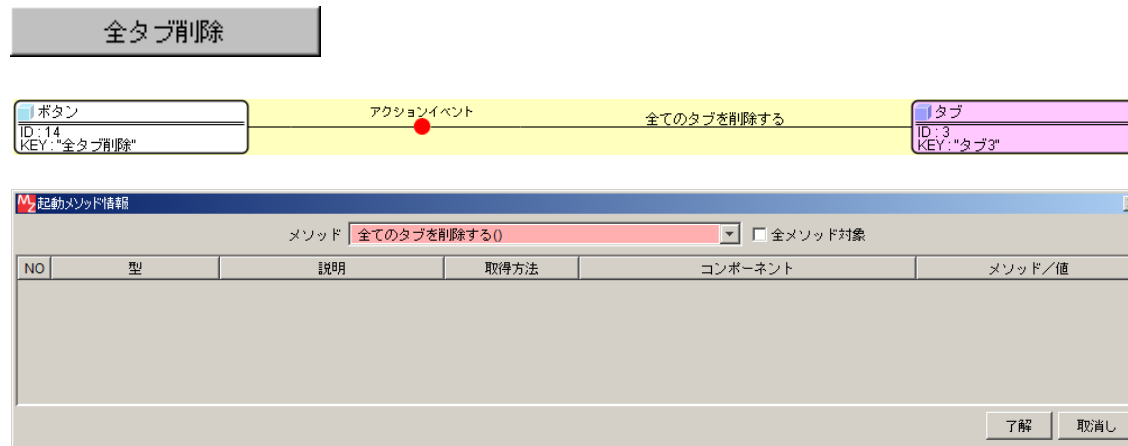 全タブ削除
ボタン
ID : 14
KEY : "全タブ削除"
アクションイベント
全てのタブを削除する
タブ
ID : 3
KEY : "タブ3"
起動メソッド情報
メソッド 全てのタブを削除する() 全メソッド対象
NO 型 説明 取得方法 コンポーネント メソッド／値
了解 取消し